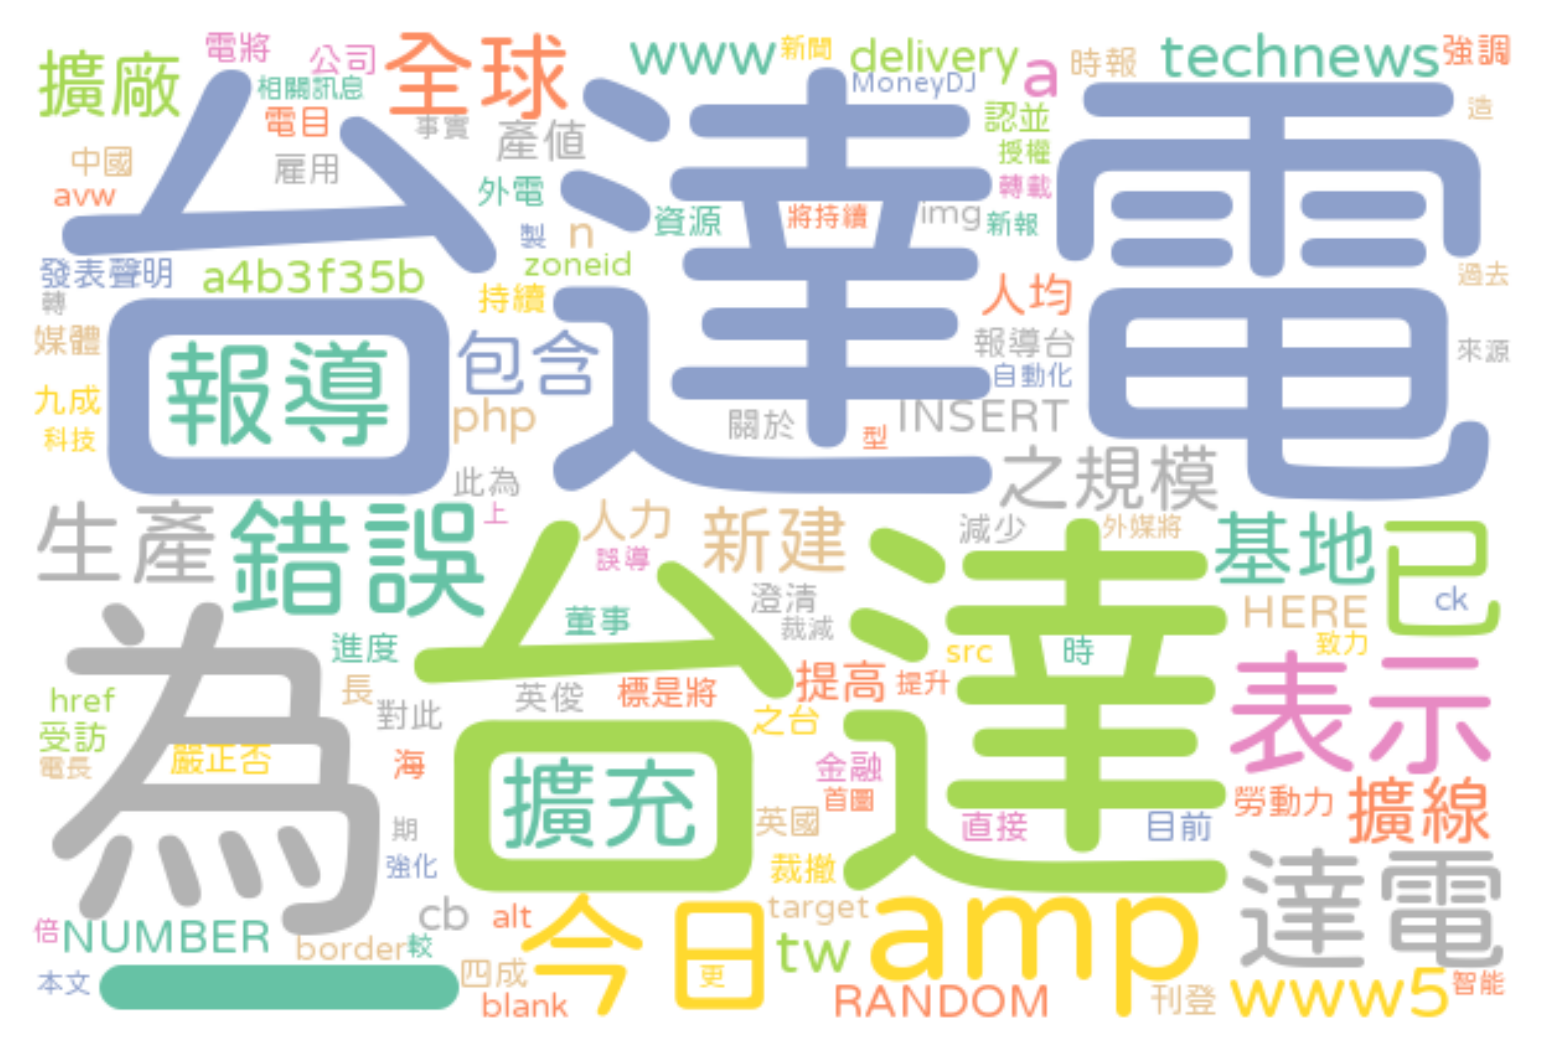 擴廠 電將 公司 全球 www 新聞 delivery a 時報 technews 強調
相關訊息 MoneyDJ
台達電
電目 事實 產值 認並 造
中國 雇用 授權
avw 外電 資源 將持續 img 轉載
製 n 新報
發表聲明 a4b3f35b zoneid 過去
轉 持續 人均
媒體 報導 包含 報導台 來源
九成 php 自動化
科技 關於 型 INSERT
此為 之規模
生產 錯誤 上 人力 新建 減少 外媒將 基地 已
誤導
台達
為 董事 澄清 HERE ck
進度 裁減 src 時 致力
href 長 英俊 標是將 提高 提升 表示
受訪 對此 之台
電長 嚴正否 海 金融
擴充 首圖 勞動力 擴線
期 英國 直接 目前
強化 裁撤 達電
倍 NUMBER cb alt 今日 target amp
border 較 tw
本文 四成 更 www5 智能
blank RANDOM 刊登